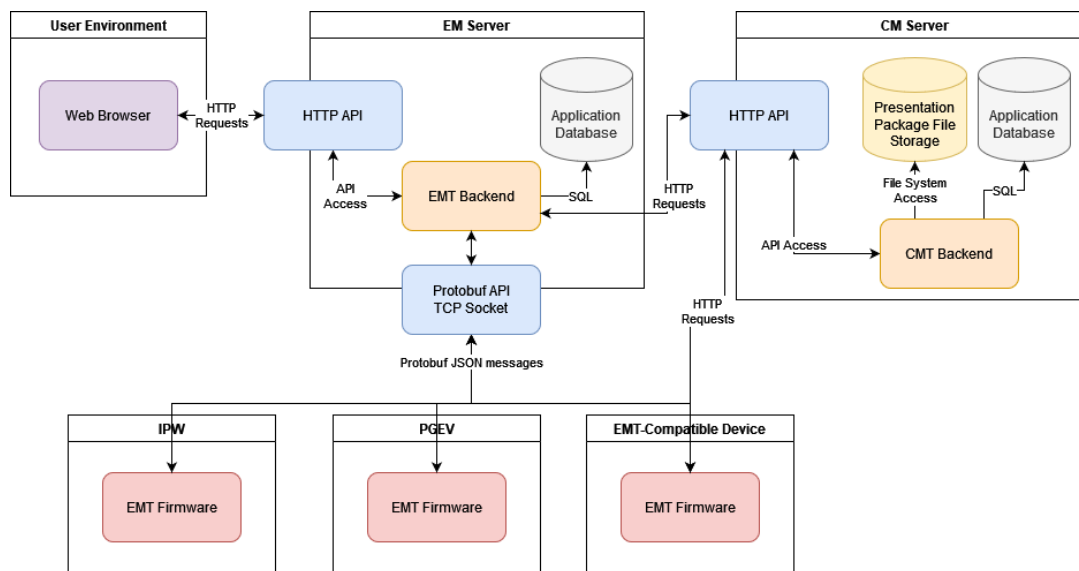 User Environment
EM Server
CM Server
Web Browser
HTTP
Requests
HTTP API
Application
Database
HTTP API
Presentation
Package File
Storage
Application
Database
API
Access
EMT Backend
SQL
HTTP
Requests
File System
Access
SQL
API Access
CMT Backend
Protobuf API
TCP Socket
HTTP
Requests
Protobuf JSON messages
IPW
PGEV
EMT-Compatible Device
EMT Firmware
EMT Firmware
EMT Firmware